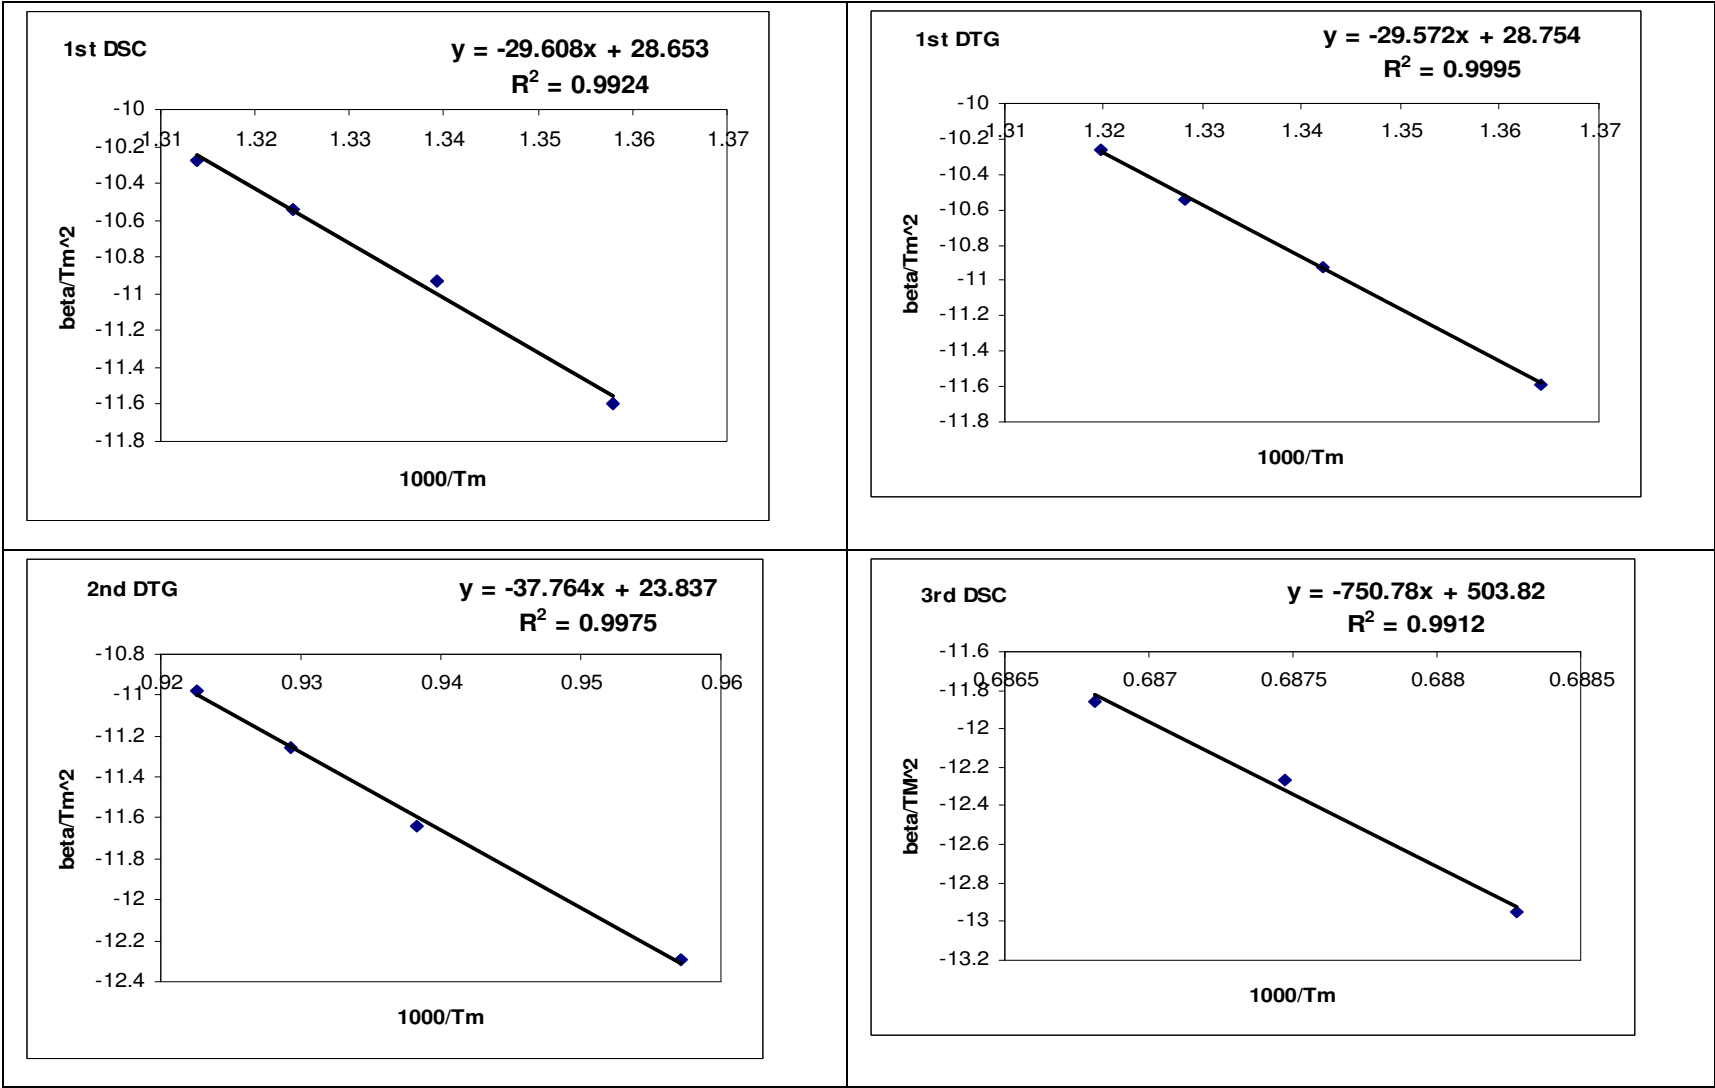 1st DSC
y = -29.608x + 28.653
R2 = 0.9924
-10
-10.2
-10.4
-10.6
-10.8
-11
-11.2
-11.4
-11.6
-11.8
1.31 1.32 1.33 1.34 1.35 1.36 1.37
beta/Tm^2
1000/Tm
1st DTG
y = -29.572x + 28.754
R2 = 0.9995
-10
-10.2
-10.4
-10.6
-10.8
-11
-11.2
-11.4
-11.6
-11.8
1.31 1.32 1.33 1.34 1.35 1.36 1.37
beta/Tm^2
1000/Tm
2nd DTG
y = -37.764x + 23.837
R2 = 0.9975
-10.8
-11
-11.2
-11.4
-11.6
-11.8
-12
-12.2
-12.4
0.92 0.93 0.94 0.95 0.96
beta/Tm^2
1000/Tm
3rd DSC
y = -750.78x + 503.82
R2 = 0.9912
-11.6
-11.8
-12
-12.2
-12.4
-12.6
-12.8
-13
-13.2
0.6865 0.687 0.6875 0.688 0.6885
beta/TM^2
1000/Tm